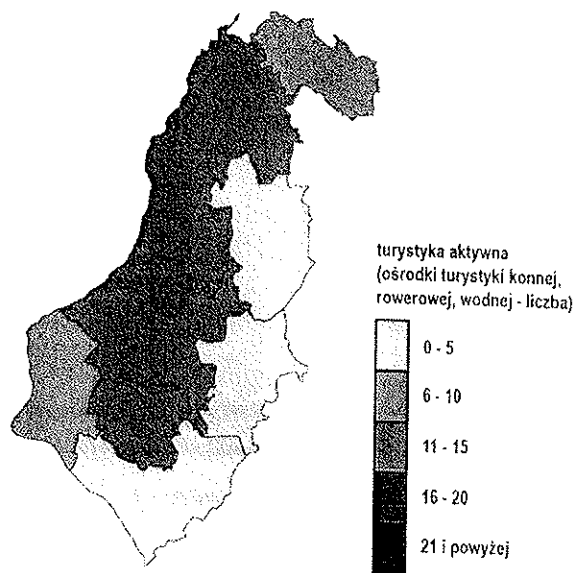 turystyka aktywna
(ośrodki turystyki konnej,
rowerowej, wodnej - liczba)
0 - 5
6 - 10
11 - 15
16 - 20
21 i powyżej